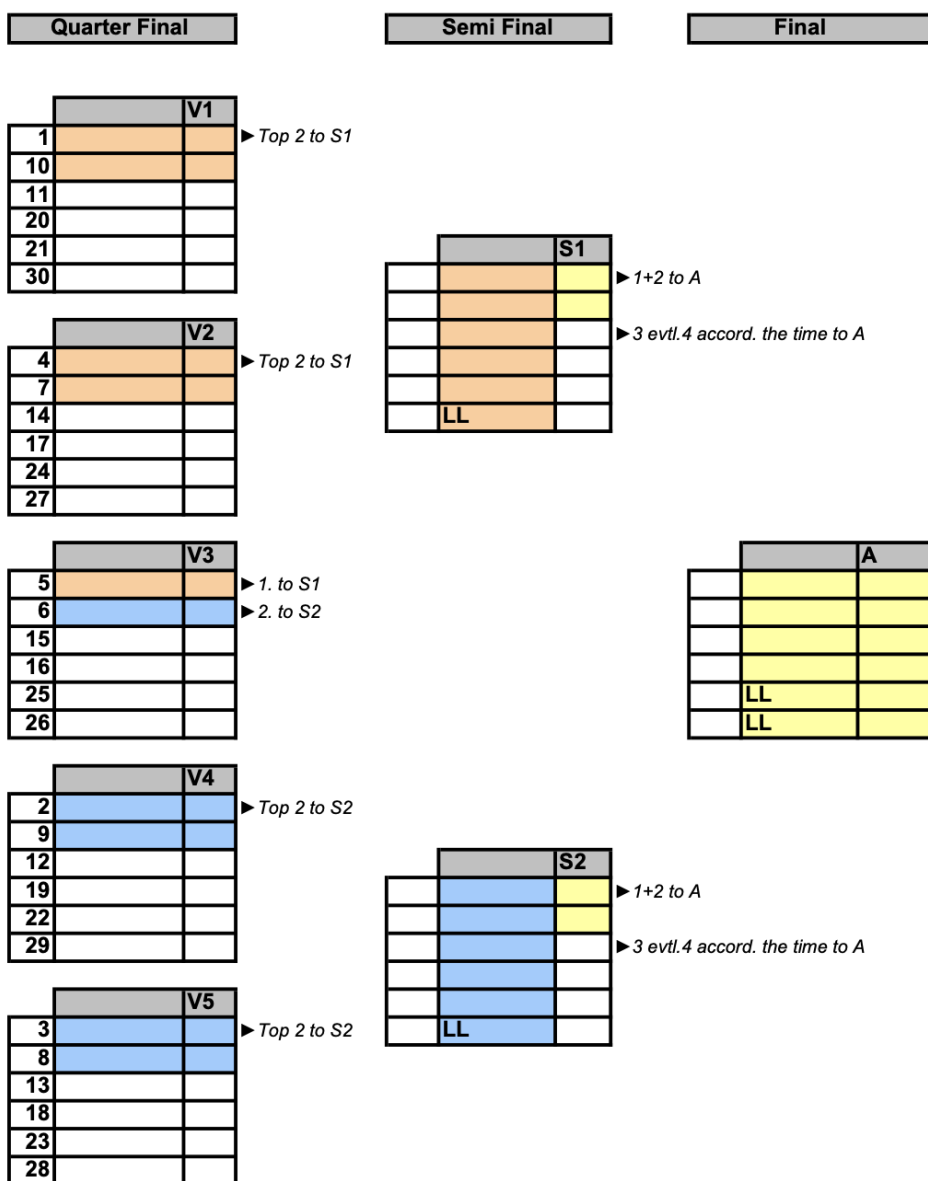 Quarter Final
Semi Final
Final
V1
1
Top 2 to S1
10
11
20
21
30
V2
4
Top 2 to S1
7
14
17
24
27
V3
5
1. to S1
6
2. to S2
15
16
25
26
V4
2
Top 2 to S2
9
12
19
22
29
V5
3
Top 2 to S2
8
13
18
23
28
S1
1+2 to A
3 evtl.4 accord. the time to A
LL
S2
1+2 to A
3 evtl.4 accord. the time to A
LL
A
LL
LL